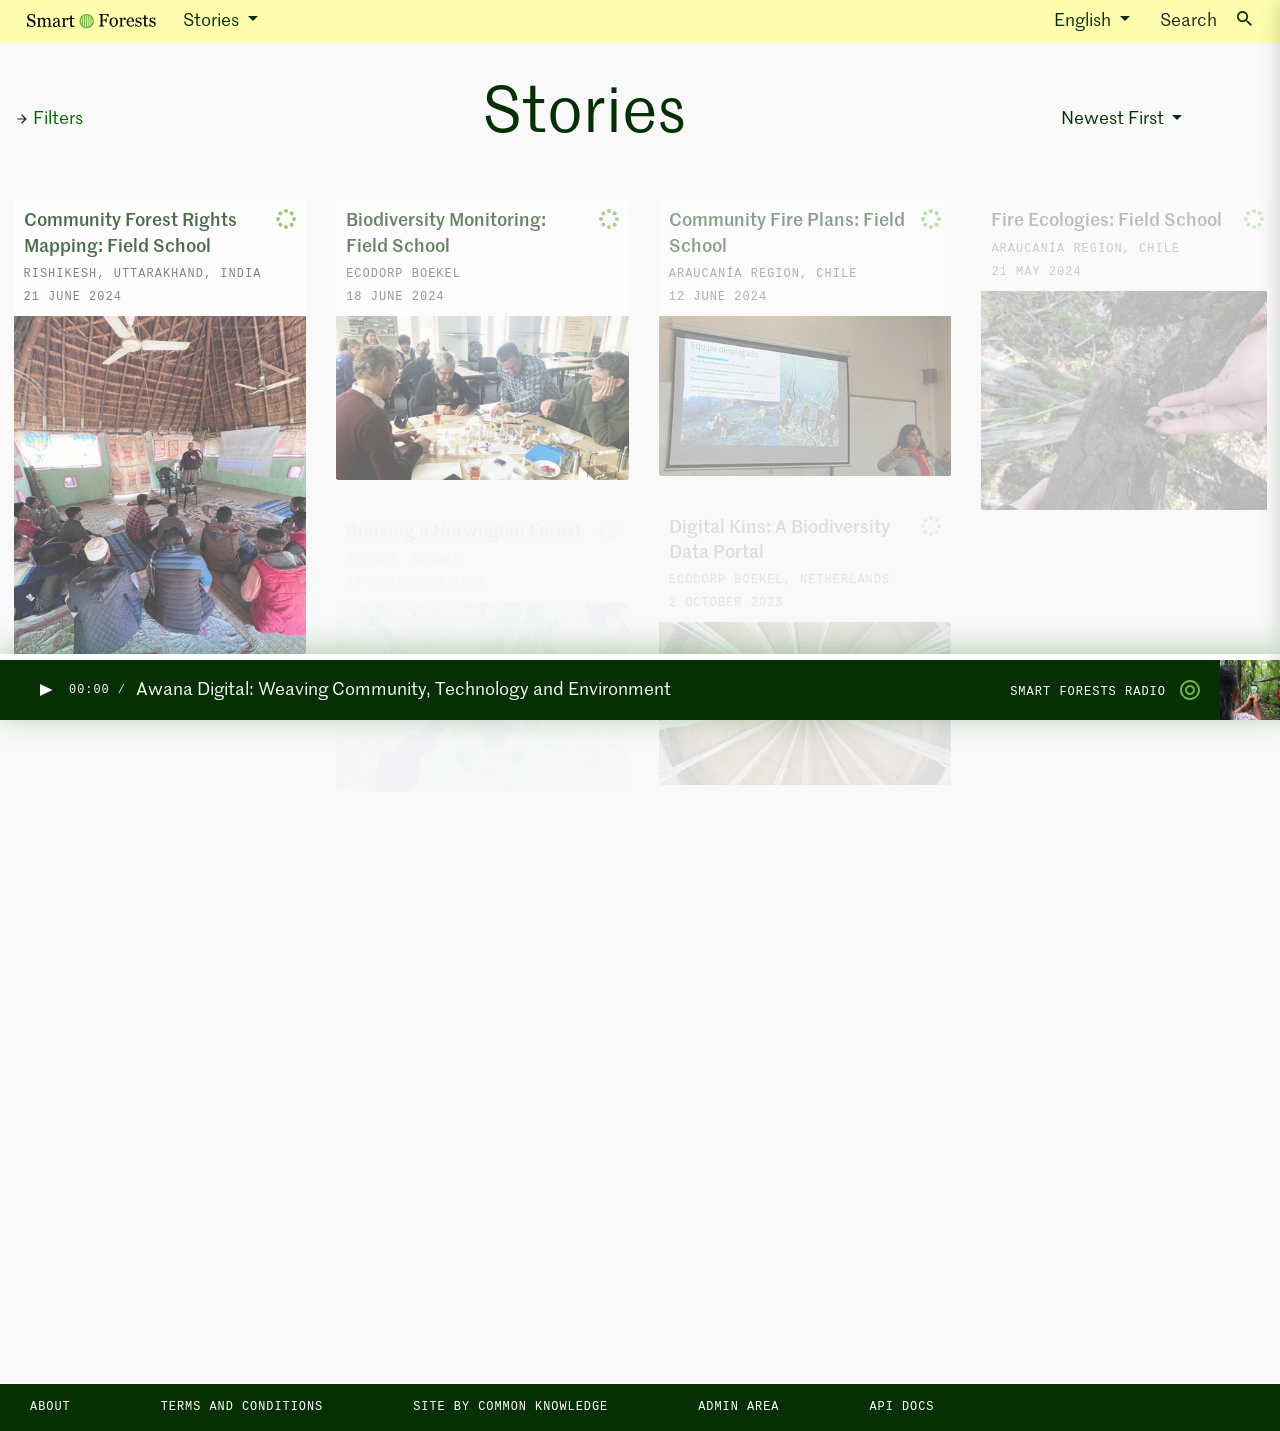 Smart Forests
Stories
English
Search
Filters
Stories
Newest First
Community Forest Rights
Mapping: Field School
RISHIKESH, UTTARAKHAND, INDIA
21 JUNE 2024
Biodiversity Monitoring:
Field School
ECODORP BOEKEL
18 JUNE 2024
Community Fire Plans: Field
School
ARAUCANÍA REGION, CHILE
12 JUNE 2024
Equipo desplegado
Fire Ecologies: Field School
ARAUCANÍA REGION, CHILE
21 MAY 2024
Sensing a Norwegian Forest
Digital Kins: A Biodiversity
Data Portal
ECODORP BOEKEL, NETHERLANDS
2 OCTOBER 2023
00:00 /
Awana Digital: Weaving Community, Technology and Environment
SMART FORESTS RADIO
ABOUT
TERMS AND CONDITIONS
SITE BY COMMON KNOWLEDGE
ADMIN AREA
API DOCS